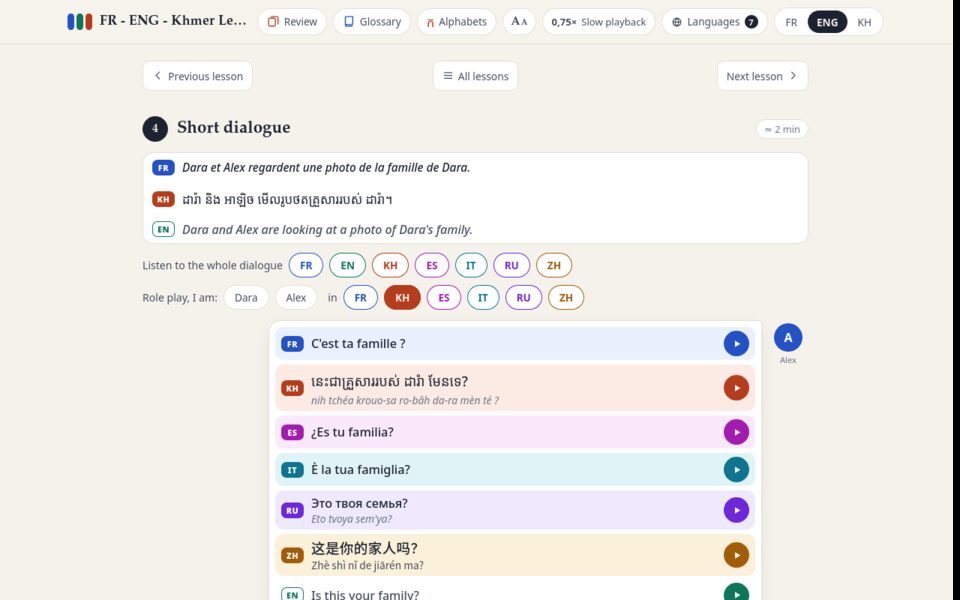 FR - ENG - Khmer Le...
Review
Glossary
Alphabets
AA
0,75× Slow playback
Languages 7
FR ENG KH
Previous lesson
All lessons
Next lesson
4 Short dialogue
≈ 2 min
FR Dara et Alex regardent une photo de la famille de Dara.
KH ដារ៉ា និង អាឡិច មើលរូបថតគ្រួសាររបស់ ដារ៉ា។
EN Dara and Alex are looking at a photo of Dara's family.
Listen to the whole dialogue FR EN KH ES IT RU ZH
Role play, I am: Dara Alex in FR KH ES IT RU ZH
FR C'est ta famille ?
A
Alex
KH នេះជាគ្រួសាររបស់ ដារ៉ា មែនទេ?
nih tchéa krouo-sa ro-bâh da-ra mèn té ?
ES ¿Es tu familia?
IT È la tua famiglia?
RU Это твоя семья?
Eto tvoya sem'ya?
ZH 这是你的家人吗？
Zhè shì nǐ de jiārén ma?
EN Is this your family?